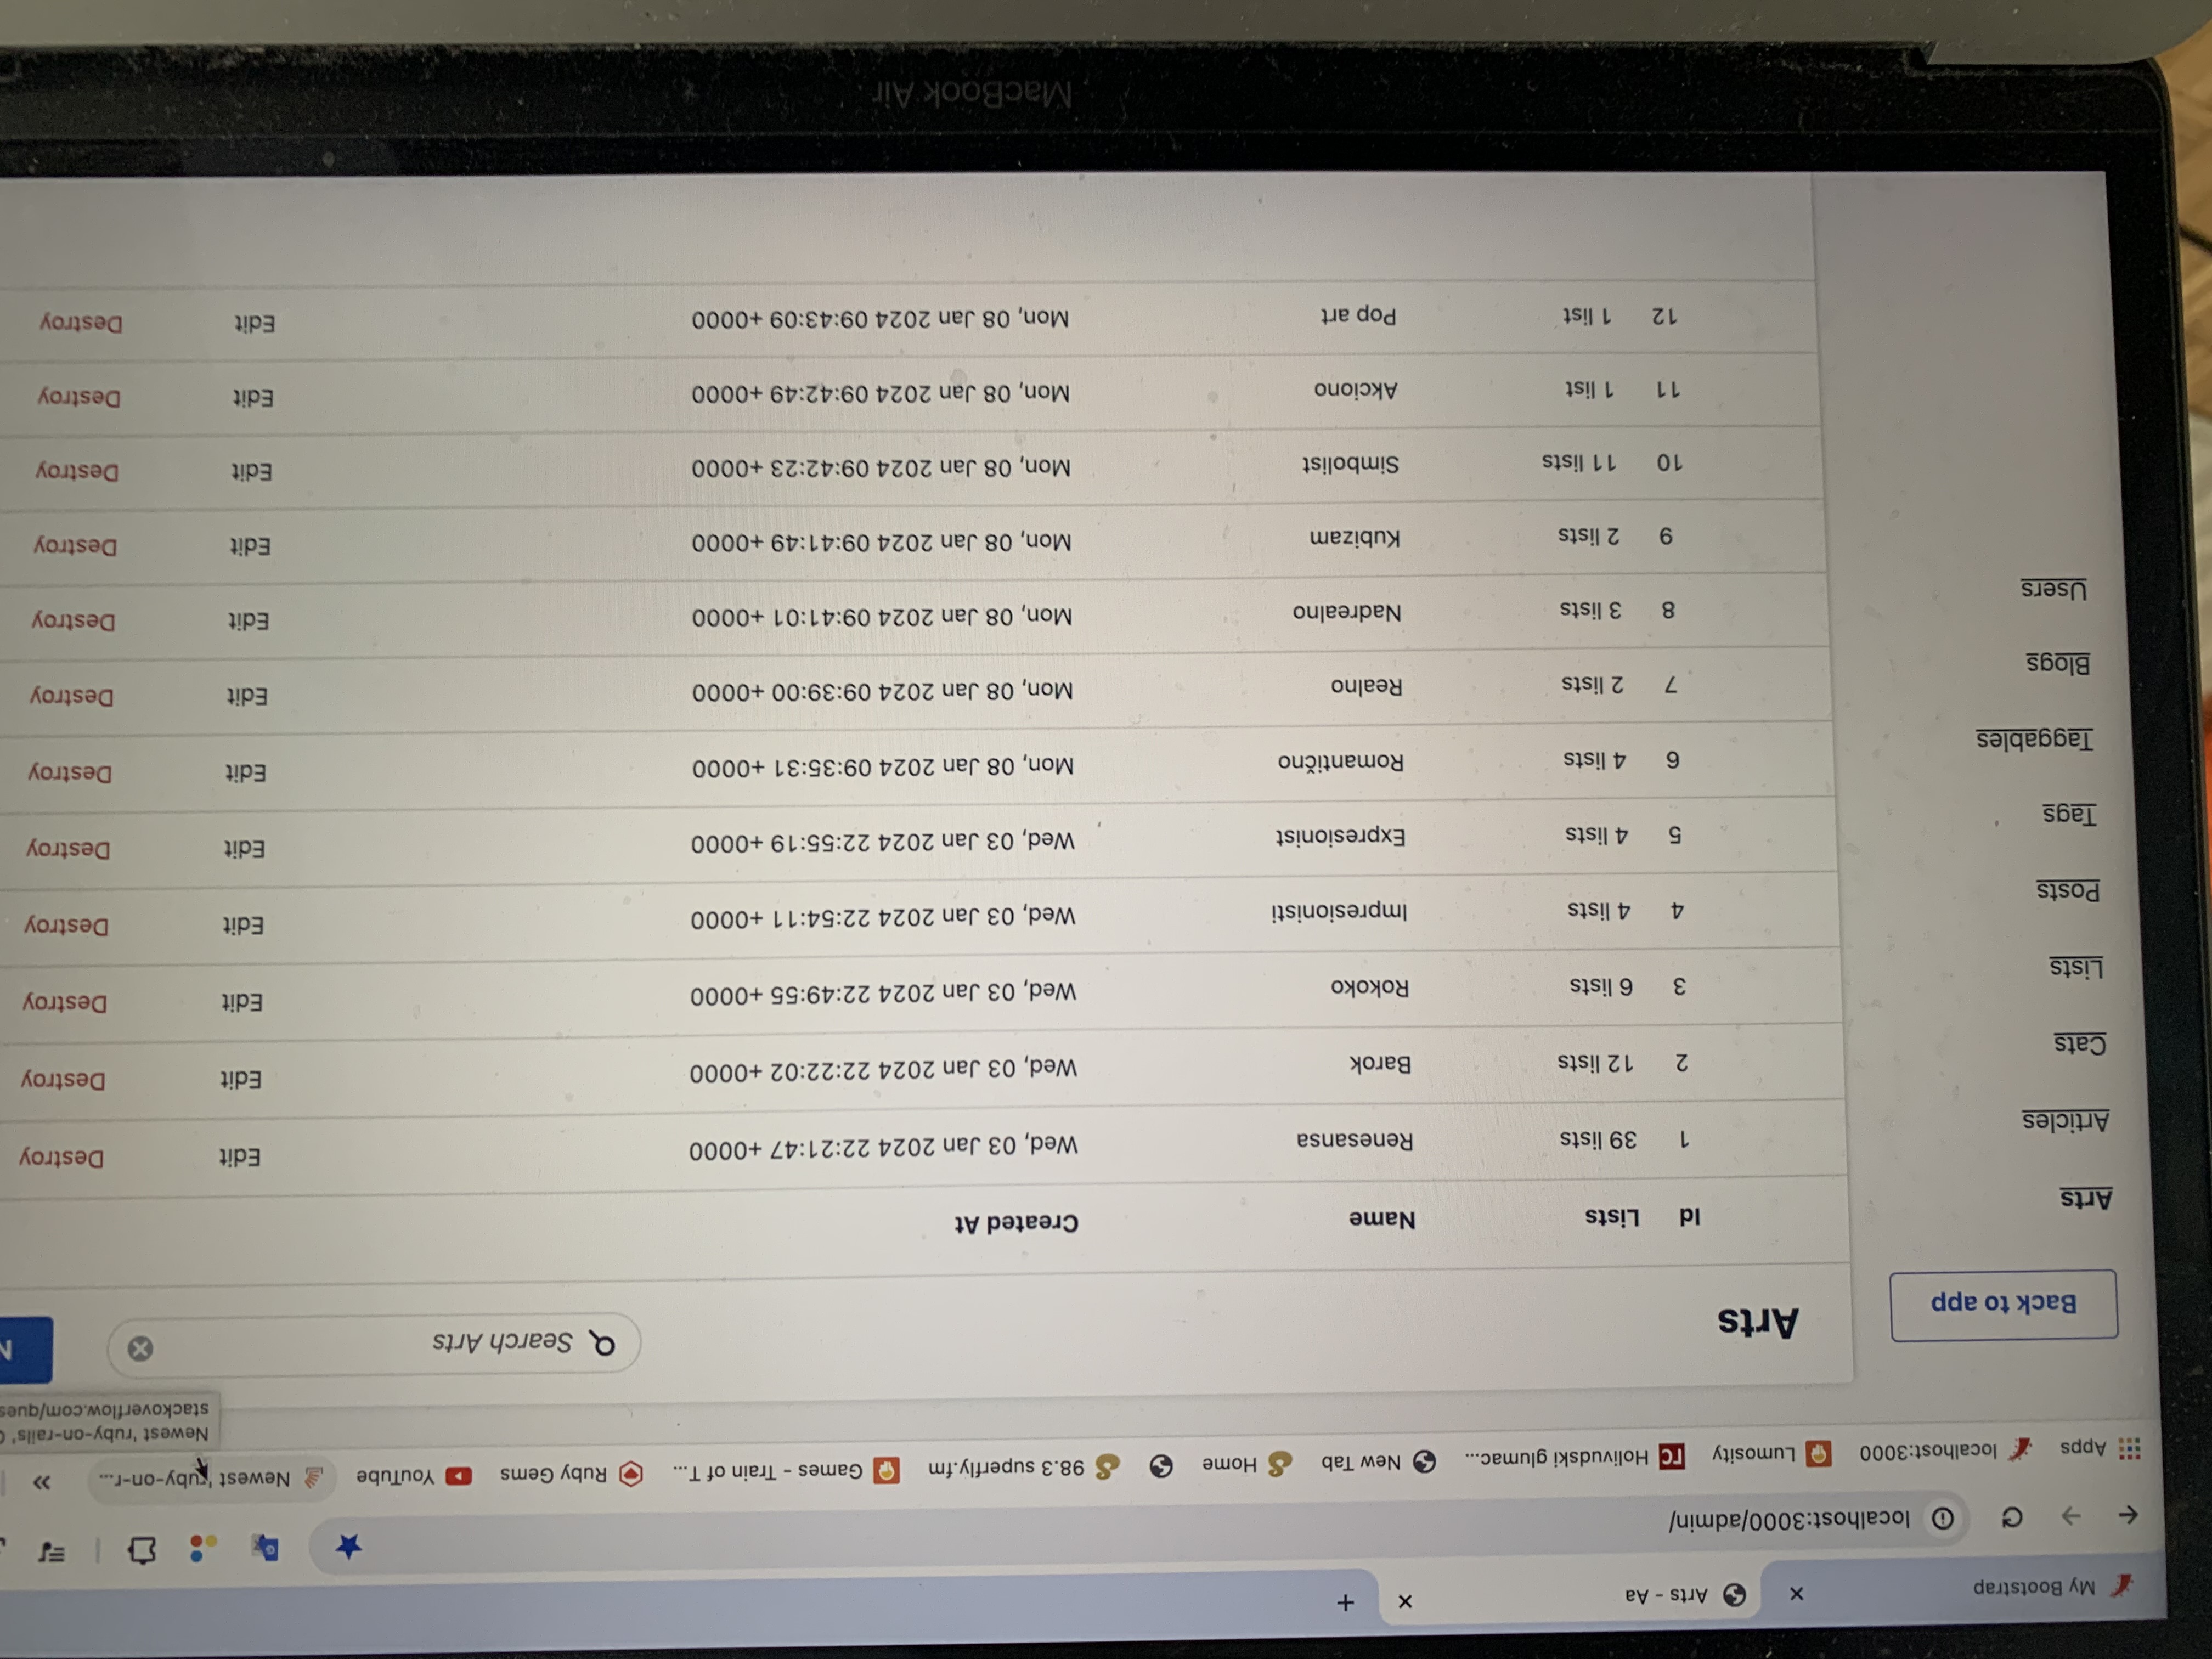 My Bootstrap
Arts - Aa
localhost:3000/admin/
Apps localhost:3000 Lumosity Holivudski glumac... New Tab Home 98.3 superfly.fm Games - Train of T... Ruby Gems YouTube Newest 'ruby-on-r...
Newest 'ruby-on-rails'
stackoverflow.com/ques
Back to app
Arts
Articles
Cats
Lists
Posts
Tags
Taggables
Blogs
Users
Arts Search Arts
Id Lists Name Created At
1 39 lists Renesansa Wed, 03 Jan 2024 22:21:47 +0000 Edit Destroy
2 12 lists Barok Wed, 03 Jan 2024 22:22:02 +0000 Edit Destroy
3 6 lists Rokoko Wed, 03 Jan 2024 22:49:55 +0000 Edit Destroy
4 4 lists Impresionisti Wed, 03 Jan 2024 22:54:11 +0000 Edit Destroy
5 4 lists Expresionist Wed, 03 Jan 2024 22:55:19 +0000 Edit Destroy
6 4 lists Romantično Mon, 08 Jan 2024 09:35:31 +0000 Edit Destroy
7 2 lists Realno Mon, 08 Jan 2024 09:39:00 +0000 Edit Destroy
8 3 lists Nadrealno Mon, 08 Jan 2024 09:41:01 +0000 Edit Destroy
9 2 lists Kubizam Mon, 08 Jan 2024 09:41:49 +0000 Edit Destroy
10 11 lists Simbolist Mon, 08 Jan 2024 09:42:23 +0000 Edit Destroy
11 1 list Akciono Mon, 08 Jan 2024 09:42:49 +0000 Edit Destroy
12 1 list Pop art Mon, 08 Jan 2024 09:43:09 +0000 Edit Destroy
MacBook Air